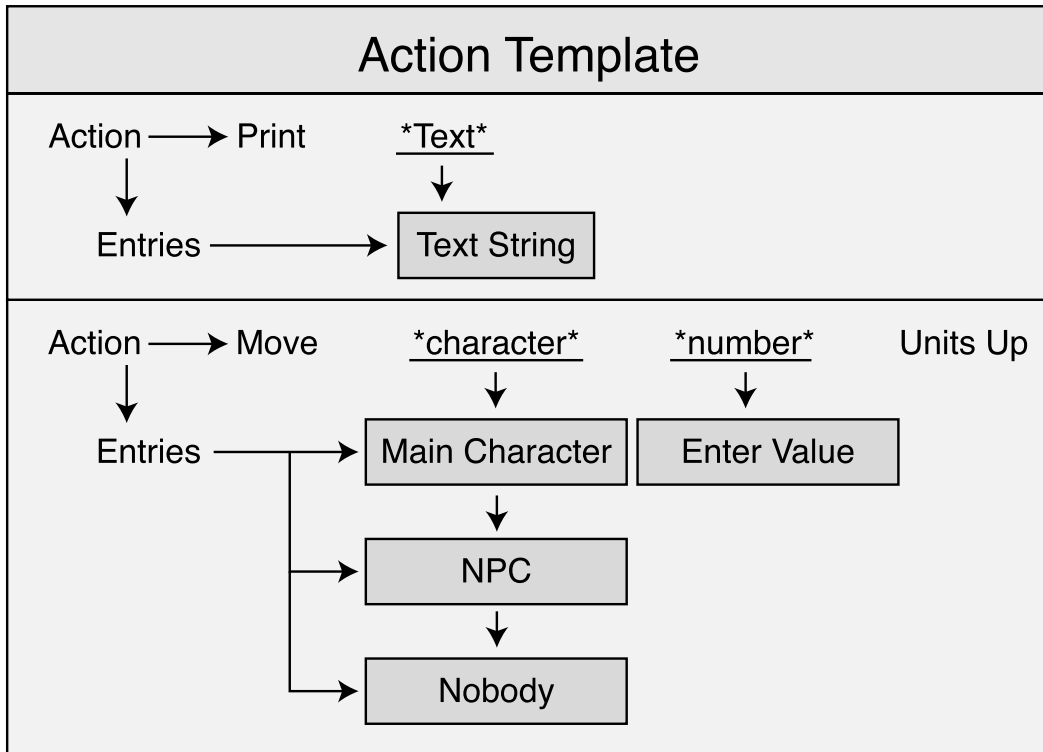 Action Template
Action Print *Text*
Entries Text String
Action Move *character* *number* Units Up
Entries Main Character Enter Value
NPC
Nobody